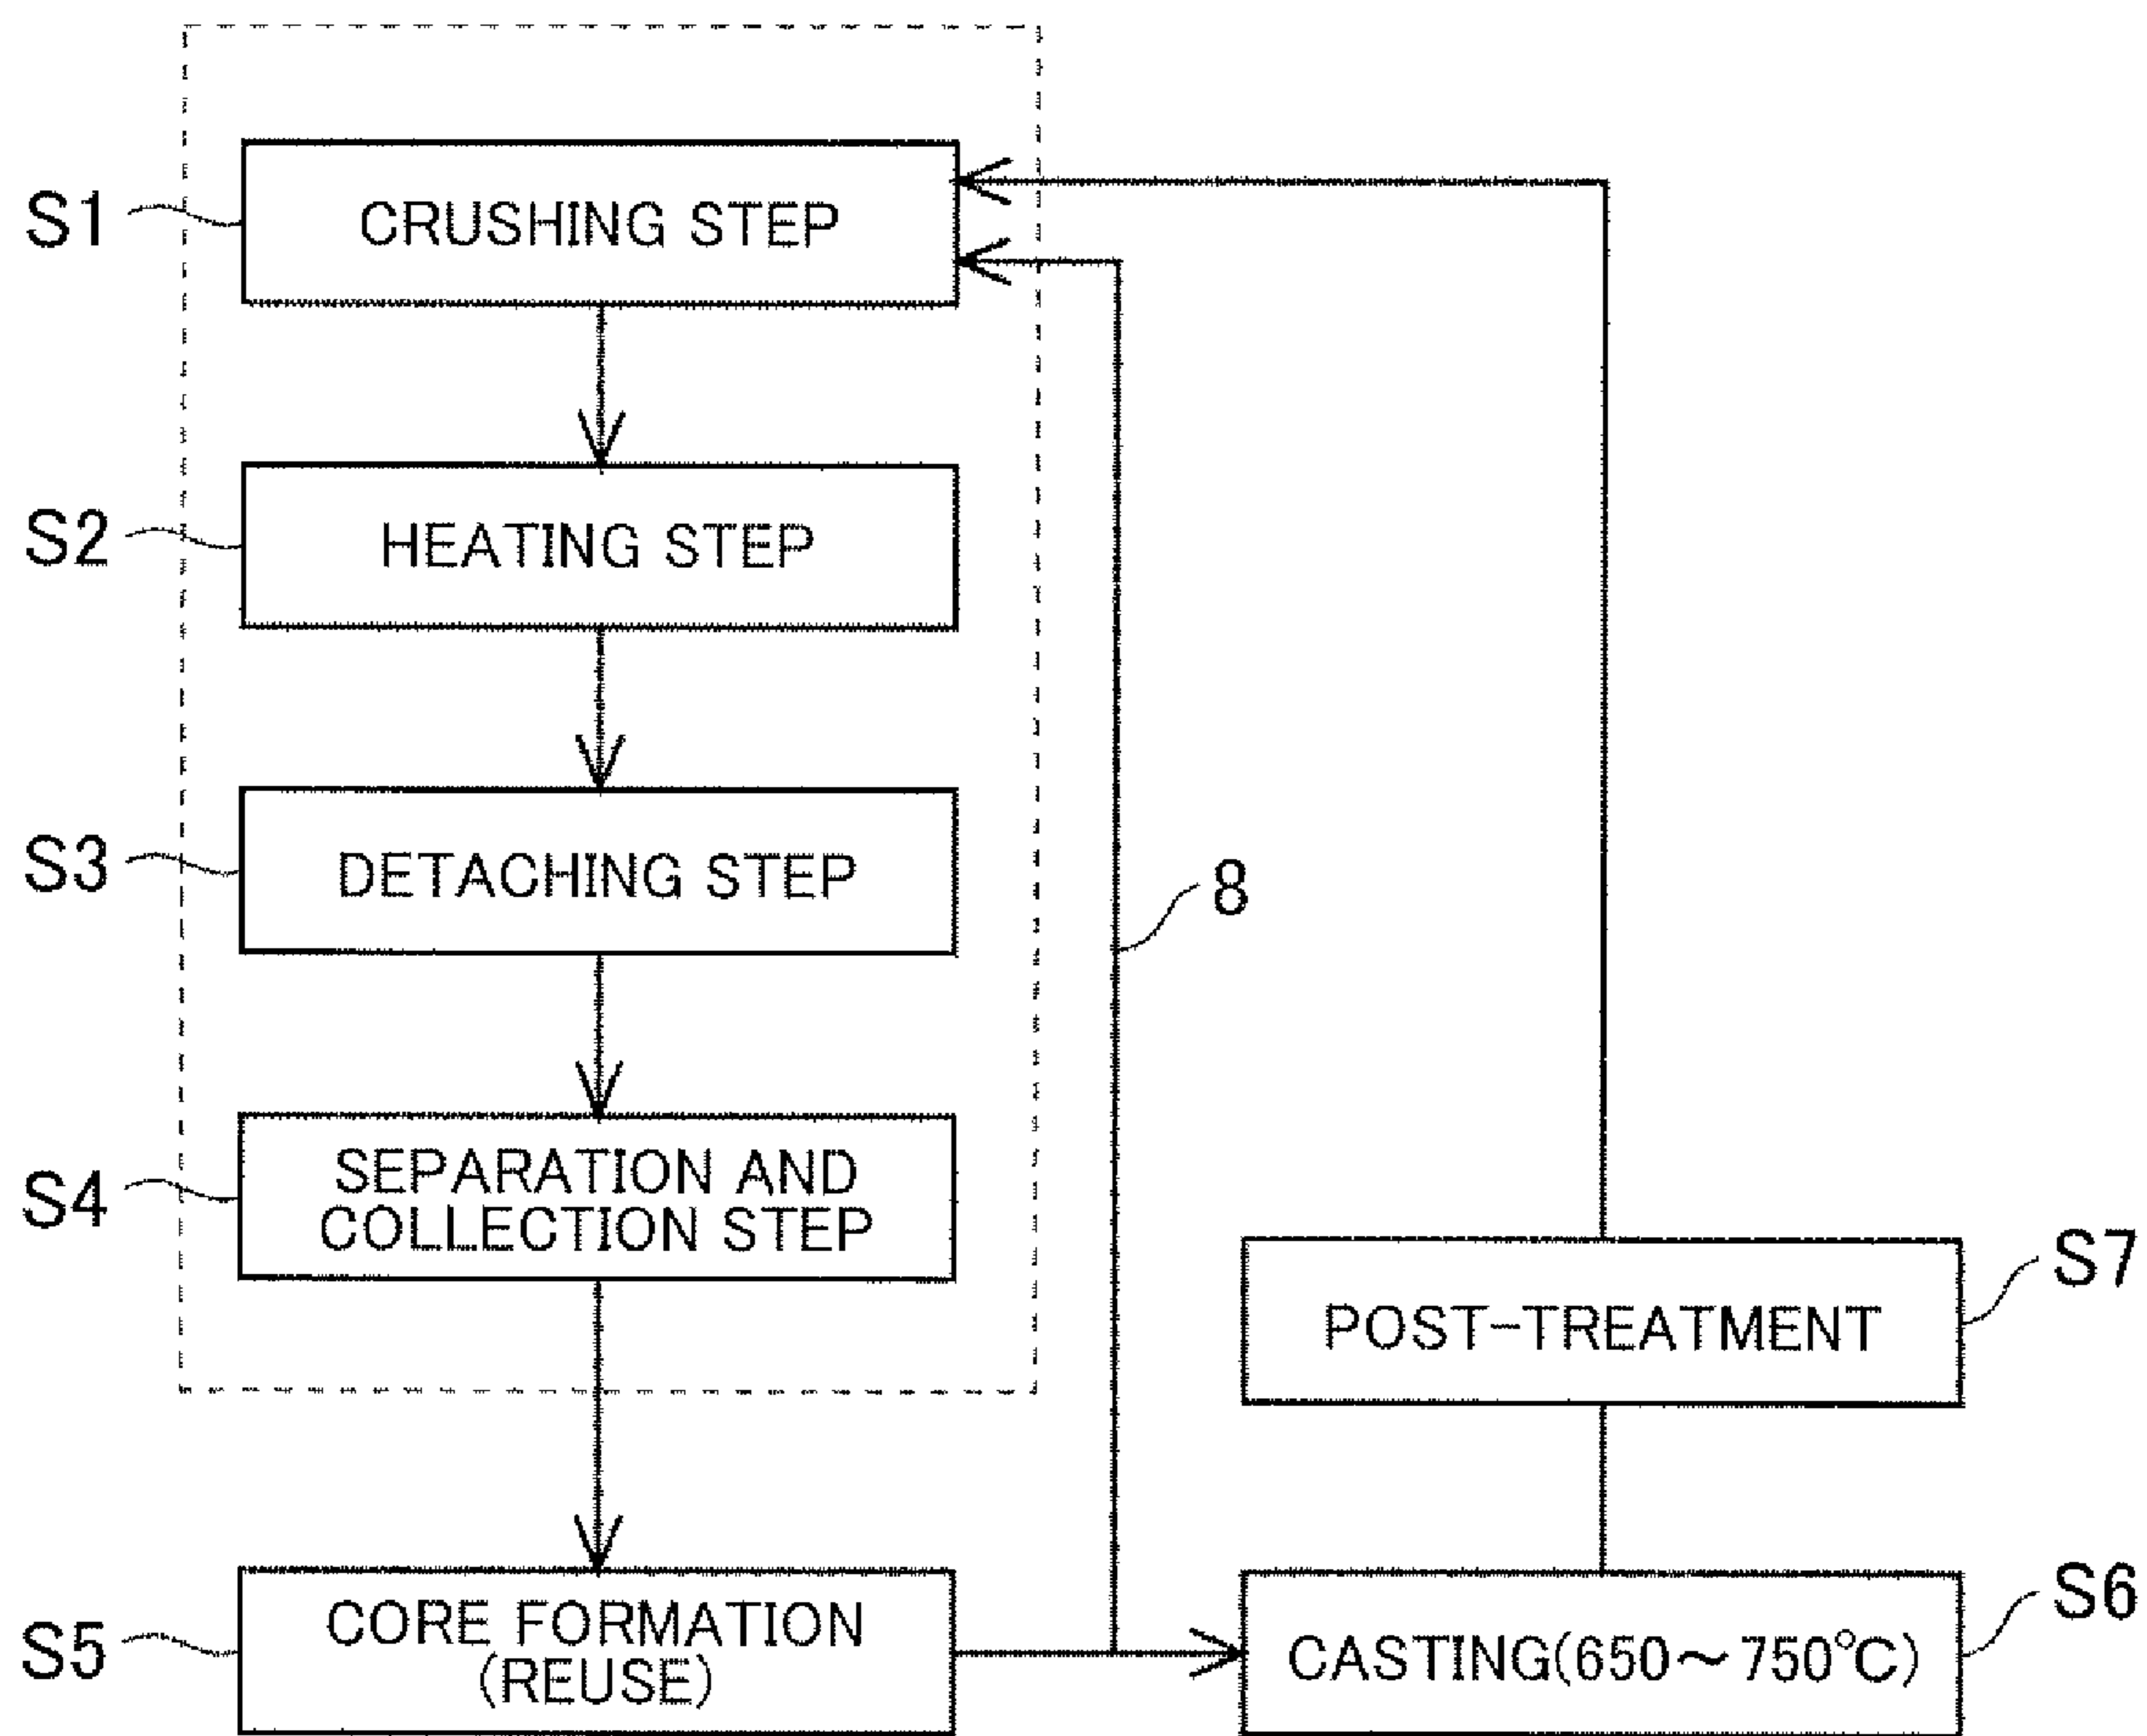 S1
CRUSHING STEP
S2
HEATING STEP
S3
DETACHING STEP
8
S4
SEPARATION AND
COLLECTION STEP
S7
POST-TREATMENT
S5
CORE FORMATION
(REUSE)
S6
CASTING(650～750℃)